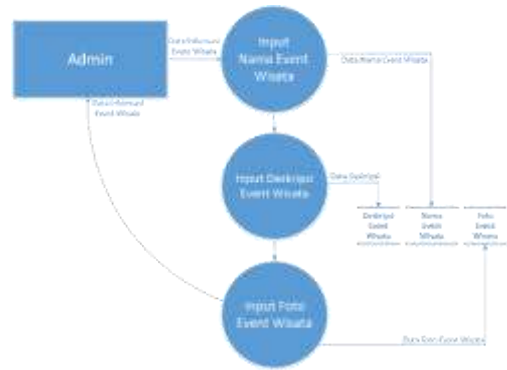 Admin
Data Informasi
Event Wisata
Input
Nama Event
Wisata
Data Nama Event Wisata
Data Informasi
Event Wisata
Input Deskripsi
Event Wisata
Data Deskripsi
Deskripsi
Event
Wisata
Nama
Event
Wisata
Foto
Event
Wisata
Input Foto
Event Wisata
Data Foto Event Wisata